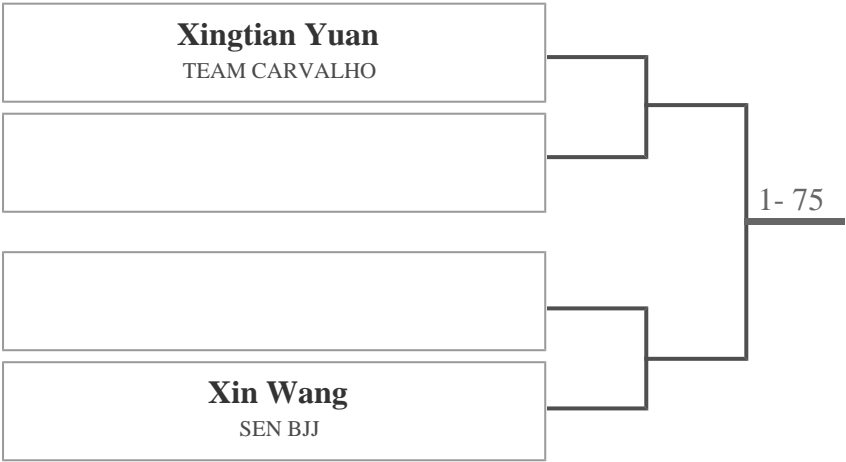 Xingtian Yuan
TEAM CARVALHO
1- 75
Xin Wang
SEN BJJ